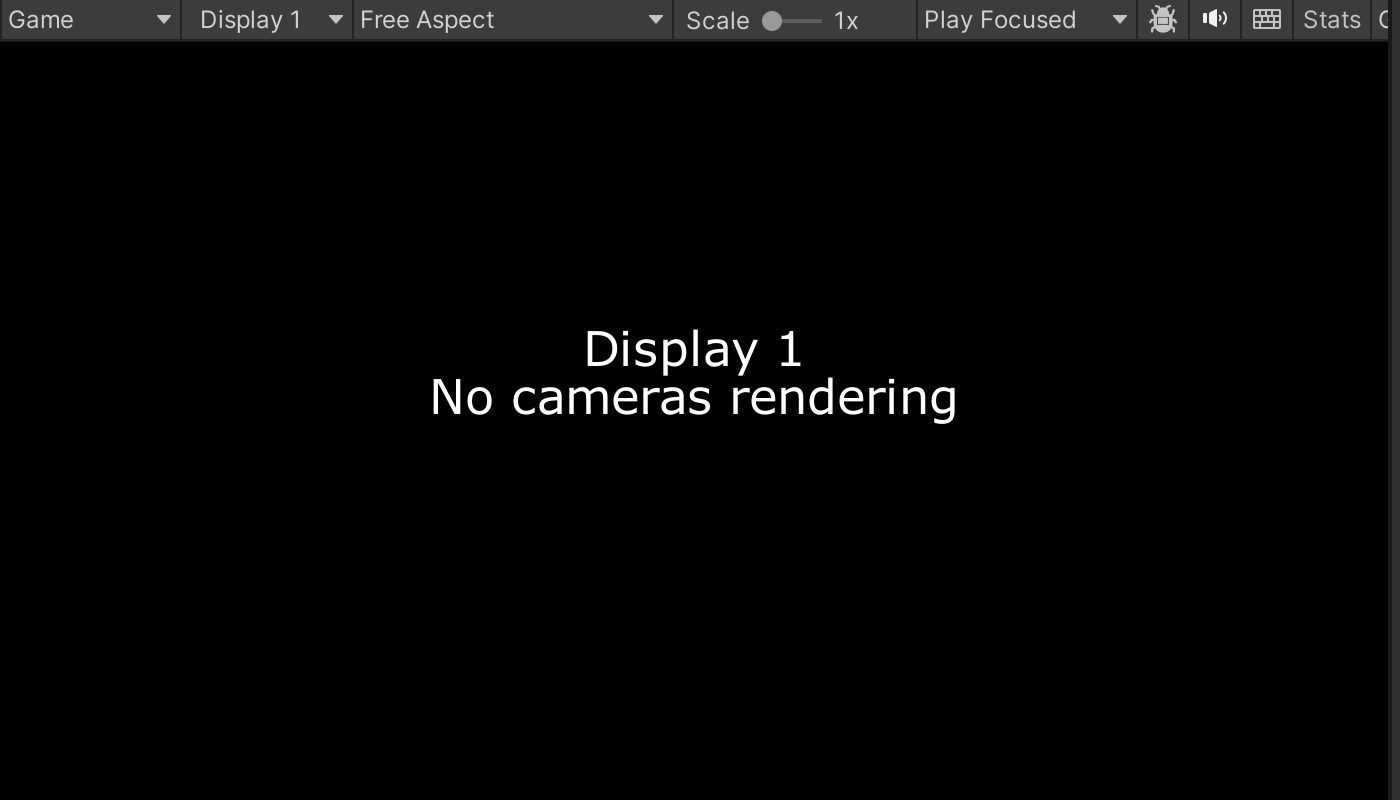 Game Display 1 Free Aspect Scale 1x Play Focused Stats
Display 1
No cameras rendering